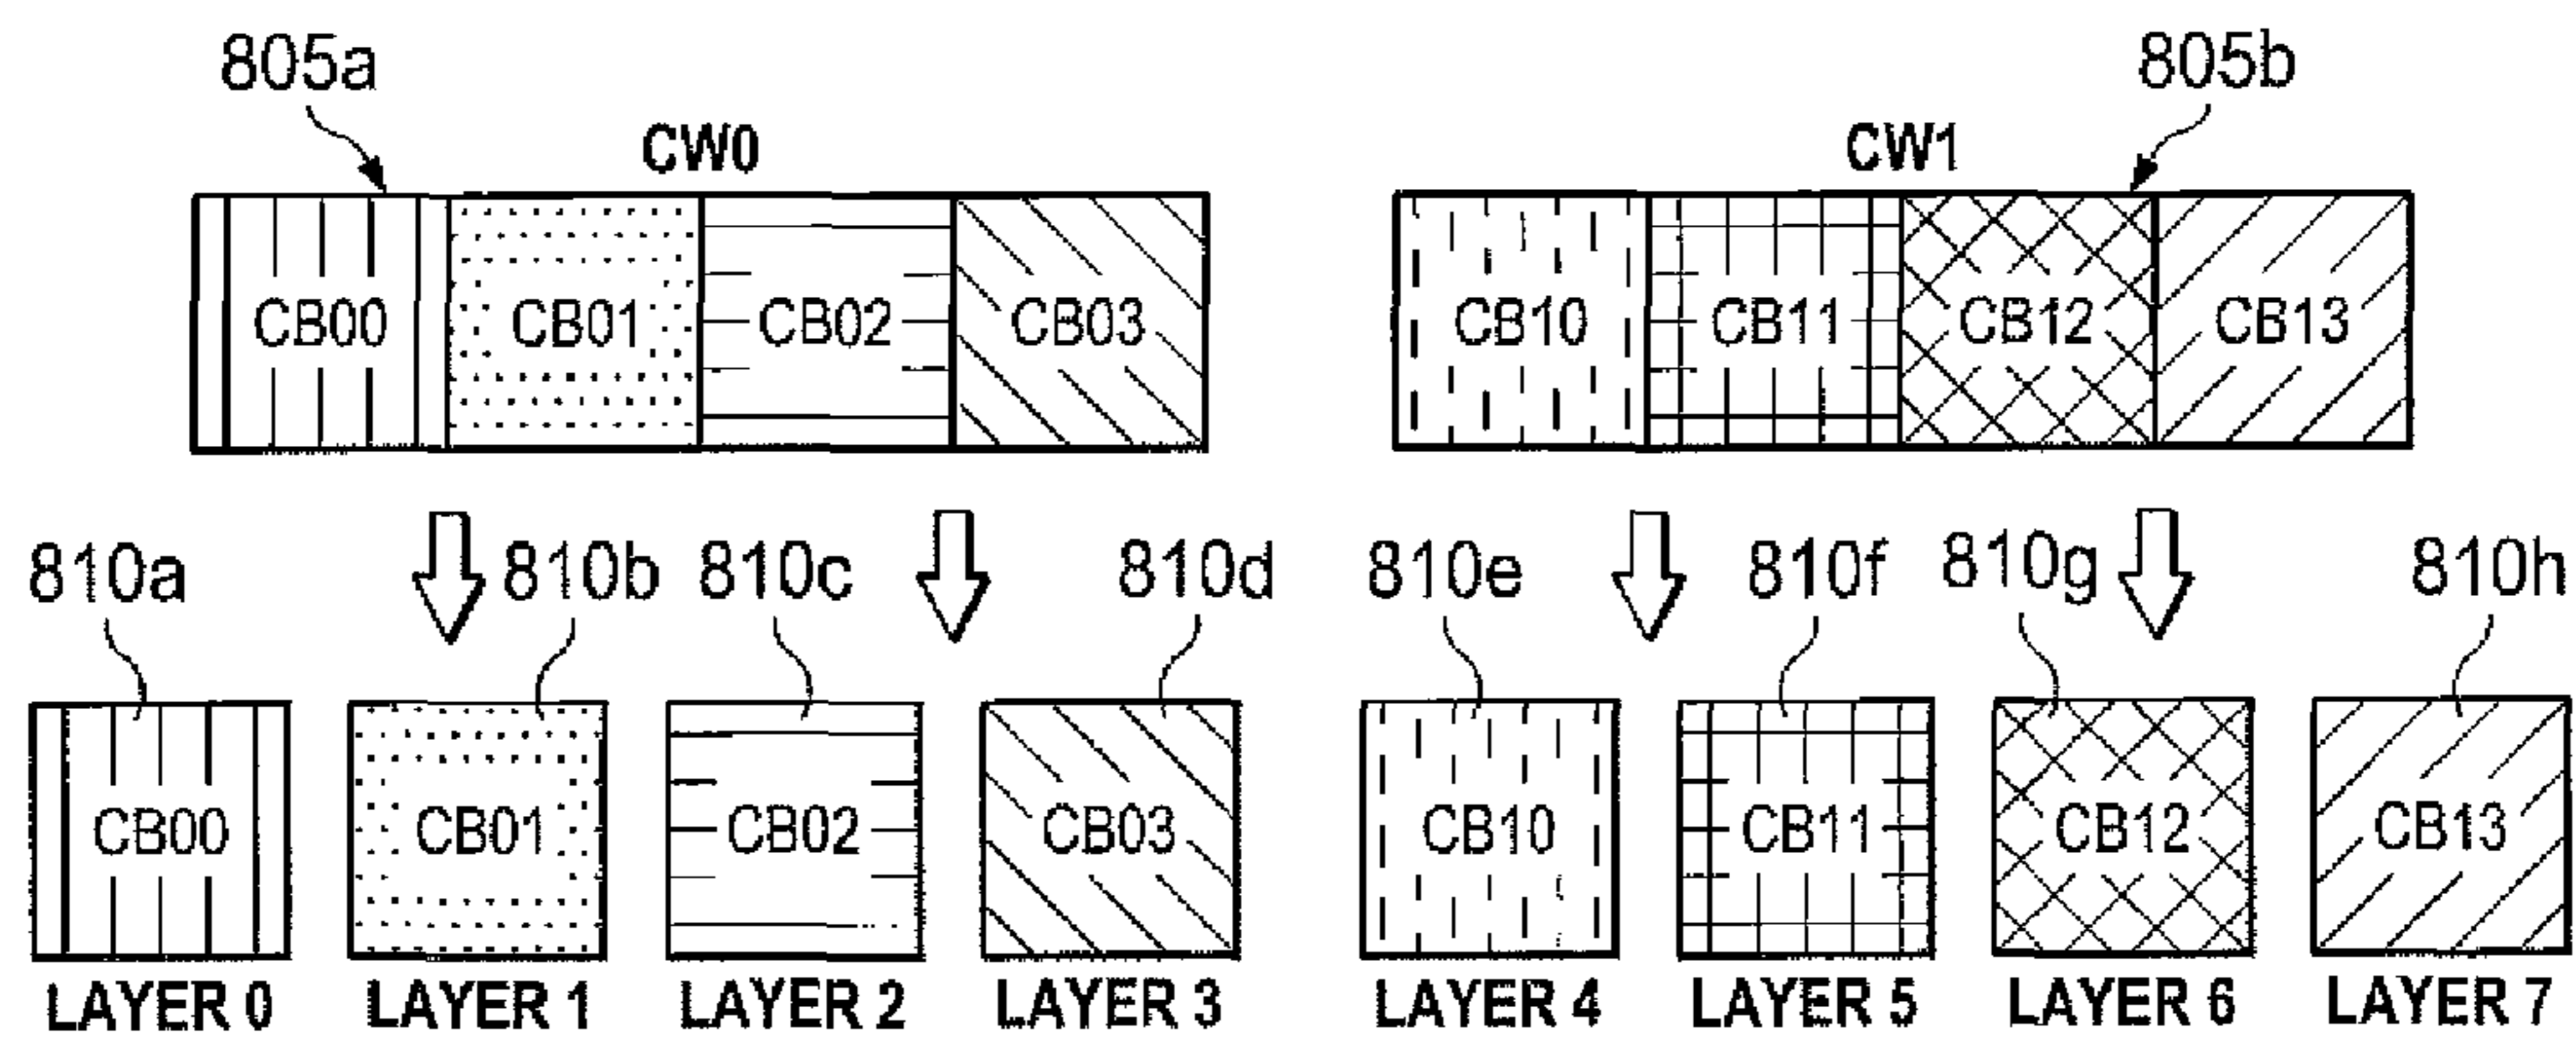 805a 805b
CW0 CW1
CB00 CB01 CB02 CB03 CB10 CB11 CB12 CB13
810a 810b 810c 810d 810e 810f 810g 810h
CB00 CB01 CB02 CB03 CB10 CB11 CB12 CB13
LAYER 0 LAYER 1 LAYER 2 LAYER 3 LAYER 4 LAYER 5 LAYER 6 LAYER 7